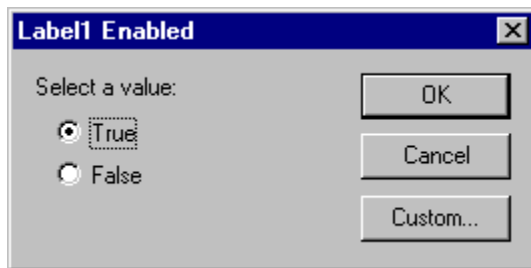 Label1 Enabled
Select a value:
True
False
OK
Cancel
Custom...